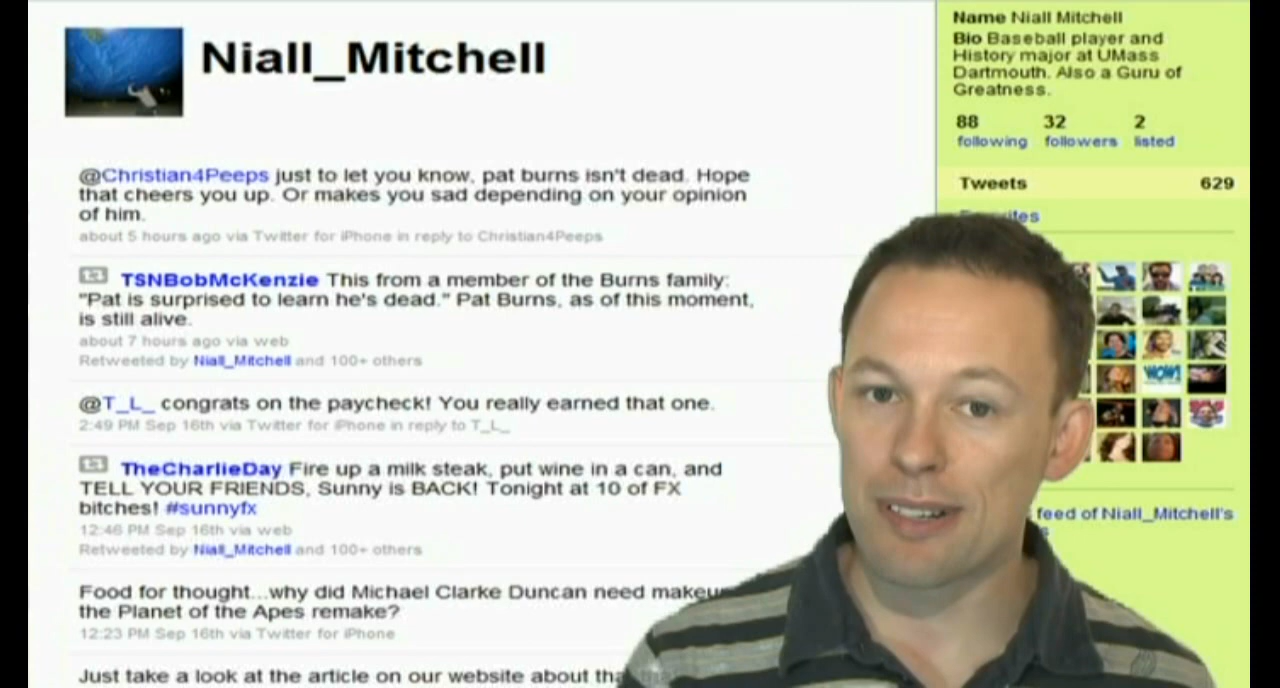 Niall_Mitchell
@Christian4Peeps just to let you know, pat burns isn't dead. Hope
that cheers you up. Or makes you sad depending on your opinion
of him.
about 5 hours ago via Twitter for iPhone in reply to Christian4Peeps
TSNBobMcKenzie This from a member of the Burns family:
"Pat is surprised to learn he's dead." Pat Burns, as of this moment,
is still alive.
about 7 hours ago via web
Retweeted by Niall_Mitchell and 100+ others
@T_L_ congrats on the paycheck! You really earned that one.
2:49 PM Sep 16th via Twitter for iPhone in reply to T_L_
TheCharlieDay Fire up a milk steak, put wine in a can, and
TELL YOUR FRIENDS, Sunny is BACK! Tonight at 10 of FX
bitches! #sunnyfx
12:46 PM Sep 16th via web
Retweeted by Niall_Mitchell and 100+ others
Food for thought...why did Michael Clarke Duncan need makeu
the Planet of the Apes remake?
12:23 PM Sep 16th via Twitter for iPhone
Just take a look at the article on our website about
Name Niall Mitchell
Bio Baseball player and
History major at UMass
Dartmouth. Also a Guru of
Greatness.
88 32 2
following followers listed
Tweets 629
WOW!
feed of Niall_Mitchell's